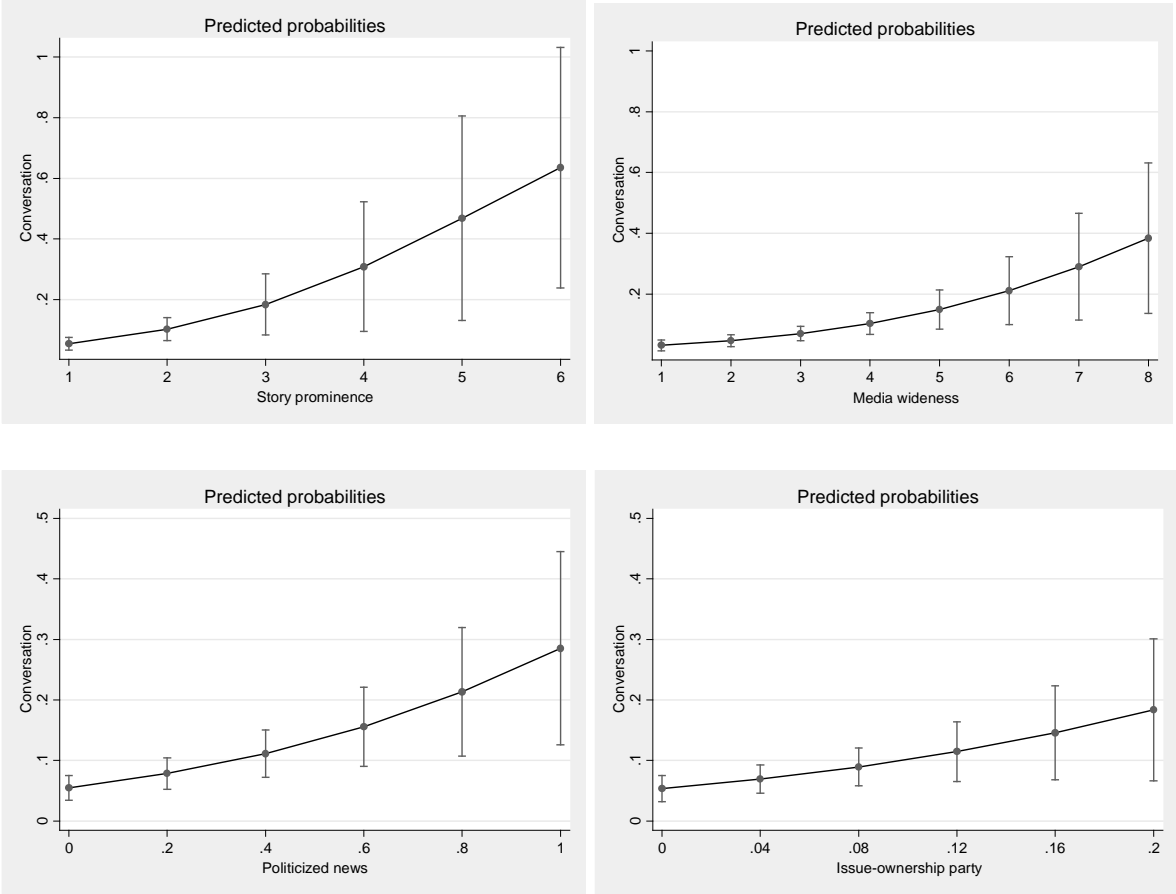 Predicted probabilities
1
.8
.6
.4
.2
Conversation
1 2 3 4 5 6
Story prominence
Predicted probabilities
1
.8
.6
.4
.2
Conversation
1 2 3 4 5 6 7 8
Media wideness
Predicted probabilities
.5
.4
.3
.2
.1
0
Conversation
0 .2 .4 .6 .8 1
Politicized news
Predicted probabilities
.5
.4
.3
.2
.1
0
Conversation
0 .04 .08 .12 .16 .2
Issue-ownership party